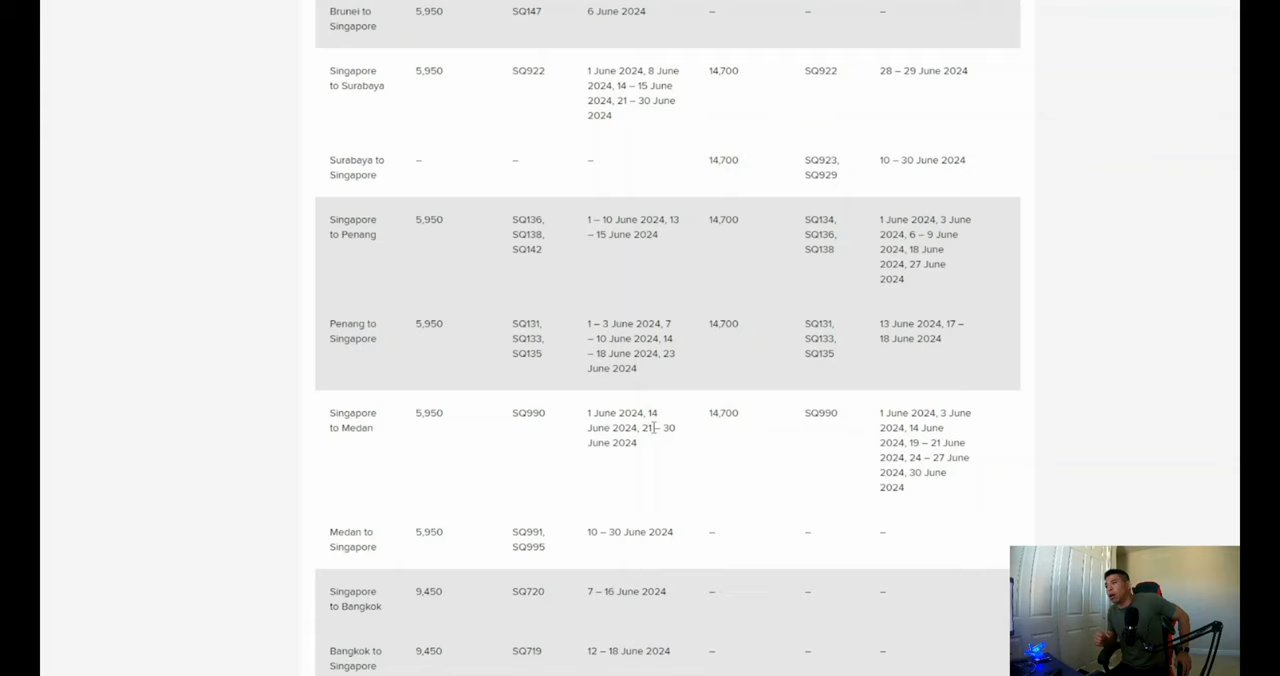 Brunei to 5,950 SQ147 6 June 2024 – – –
Singapore
Singapore 5,950 SQ922 1 June 2024, 8 June 14,700 SQ922 28 – 29 June 2024
to Surabaya 2024, 14 – 15 June
2024, 21 – 30 June
2024
Surabaya to – – – 14,700 SQ923, 10 – 30 June 2024
Singapore SQ929
Singapore 5,950 SQ136, 1 – 10 June 2024, 13 14,700 SQ134, 1 June 2024, 3 June
to Penang SQ138, – 15 June 2024 SQ136, 2024, 6 – 9 June
SQ142 SQ138 2024, 18 June
2024, 27 June
2024
Penang to 5,950 SQ131, 1 – 3 June 2024, 7 14,700 SQ131, 13 June 2024, 17 –
Singapore SQ133, – 10 June 2024, 14 SQ133, 18 June 2024
SQ135 – 18 June 2024, 23 SQ135
June 2024
Singapore 5,950 SQ990 1 June 2024, 14 14,700 SQ990 1 June 2024, 3 June
to Medan June 2024, 21 – 30 2024, 14 June
June 2024 2024, 19 – 21 June
2024, 24 – 27 June
2024, 30 June
2024
Medan to 5,950 SQ991, 10 – 30 June 2024 – – –
Singapore SQ995
Singapore 9,450 SQ720 7 – 16 June 2024 – – –
to Bangkok
Bangkok to 9,450 SQ719 12 – 18 June 2024 – – –
Singapore